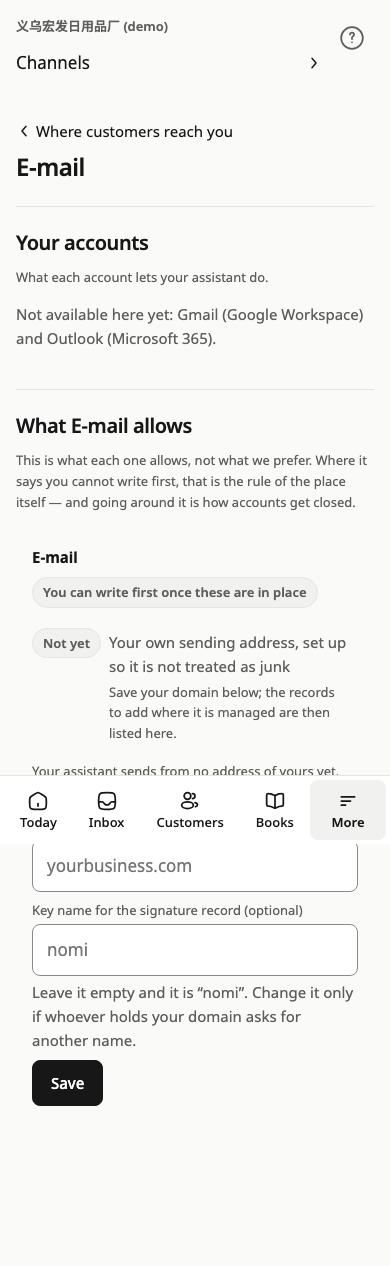 义乌宏发日用品厂 (demo)
Channels
Where customers reach you
E-mail
Your accounts
What each account lets your assistant do.
Not available here yet: Gmail (Google Workspace)
and Outlook (Microsoft 365).
What E-mail allows
This is what each one allows, not what we prefer. Where it
says you cannot write first, that is the rule of the place
itself — and going around it is how accounts get closed.
E-mail
You can write first once these are in place
Not yet
Your own sending address, set up
so it is not treated as junk
Save your domain below; the records
to add where it is managed are then
listed here.
Your assistant sends from no address of yours yet.
Today
Inbox
Customers
Books
More
yourbusiness.com
Key name for the signature record (optional)
nomi
Leave it empty and it is “nomi”. Change it only
if whoever holds your domain asks for
another name.
Save